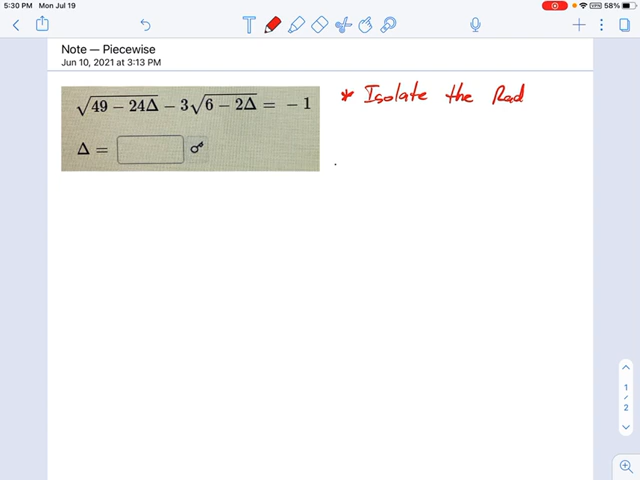 5:30 PM Mon Jul 19
VPN 58%
T
Note — Piecewise
Jun 10, 2021 at 3:13 PM
√49 − 24Δ − 3√6 − 2Δ = − 1
* Isolate the Rad
Δ =
1
/
2